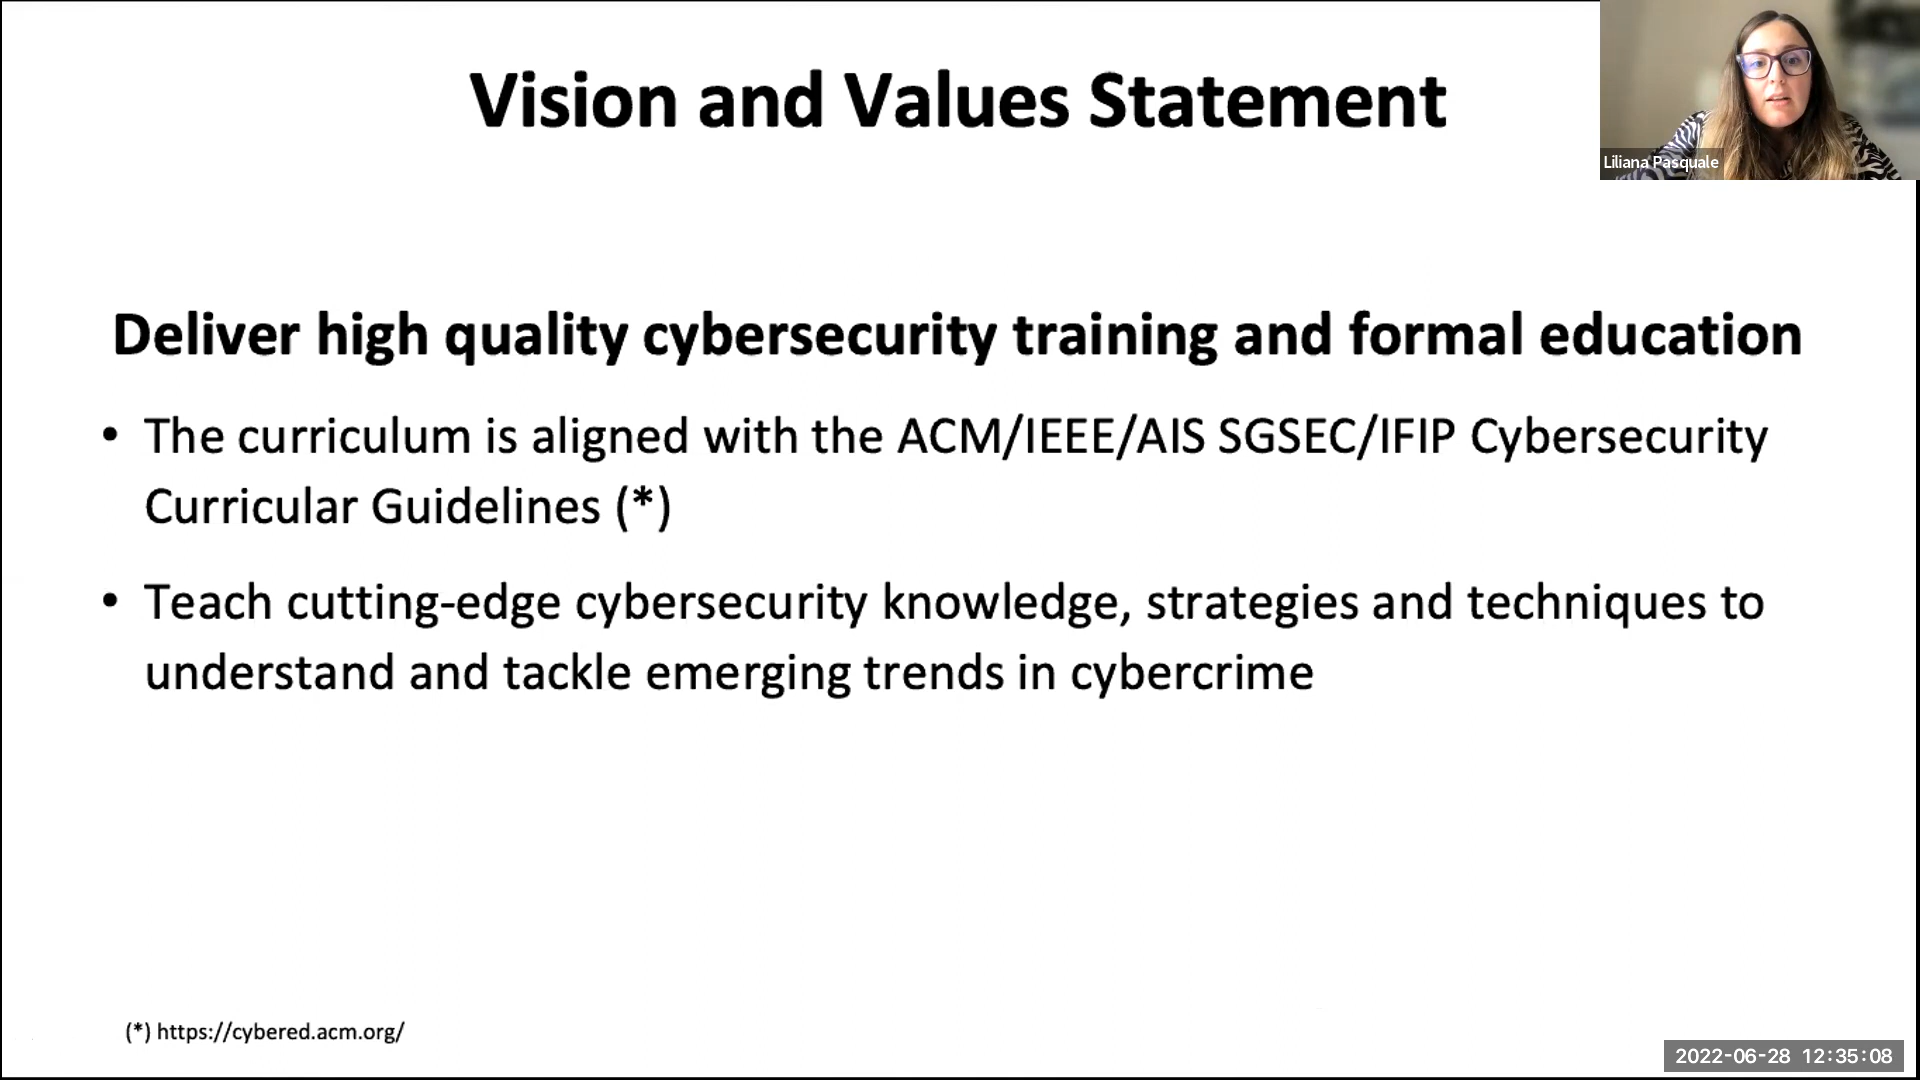 Vision and Values Statement
Liliana Pasquale
Deliver high quality cybersecurity training and formal education
• The curriculum is aligned with the ACM/IEEE/AIS SGSEC/IFIP Cybersecurity
Curricular Guidelines (*)
• Teach cutting-edge cybersecurity knowledge, strategies and techniques to
understand and tackle emerging trends in cybercrime
(*) https://cybered.acm.org/
2022-06-28 12:35:08